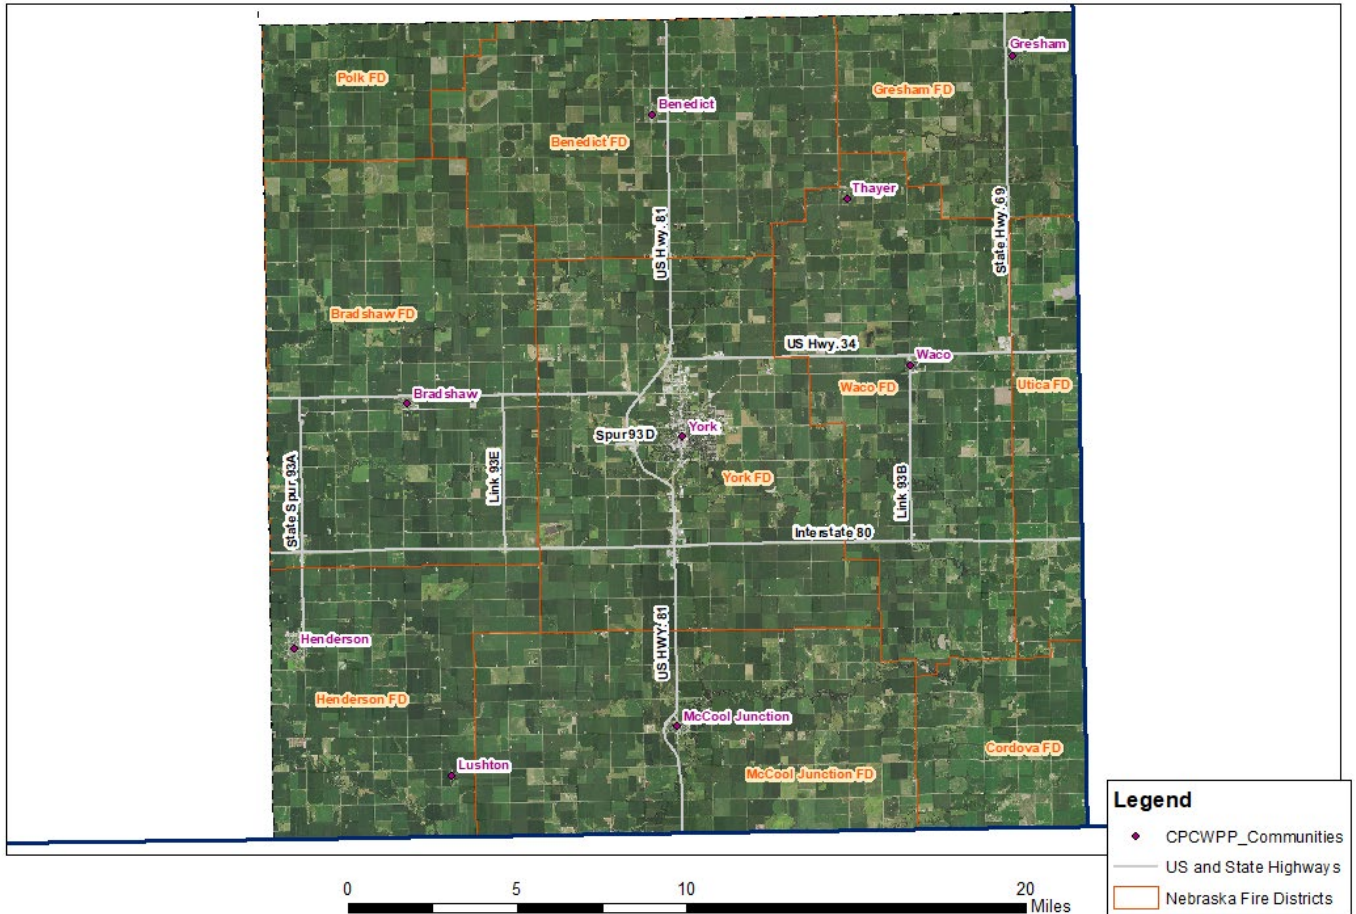 Gresham
Polk FD
Gresham FD
Benedict
Benedict FD
Thayer
US Hwy. 81
State Hwy. 69
Bradshaw FD
US Hwy. 34
Waco
Waco FD
Utica FD
Bradshaw
York
Spur 93D
State Spur 93A
Link 93E
York FD
Link 93B
Interstate 80
Henderson
US HWY. 81
Henderson FD
McCool Junction
Cordova FD
Lushton
McCool Junction FD
Legend
CPCWPP_Communities
US and State Highways
Nebraska Fire Districts
0 5 10 20
Miles